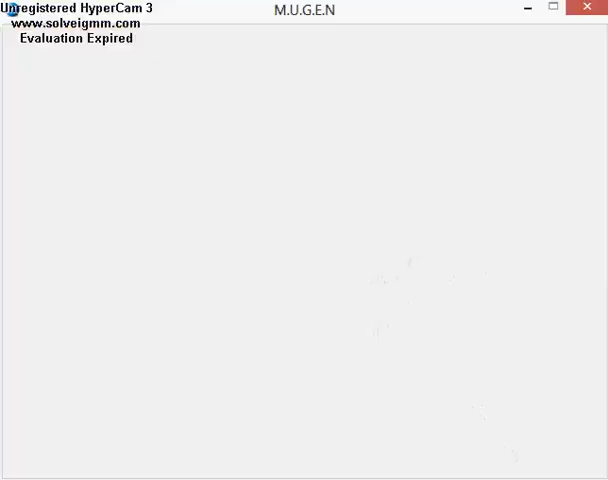 Unregistered HyperCam 3
www.solveigmm.com
Evaluation Expired
M.U.G.E.N